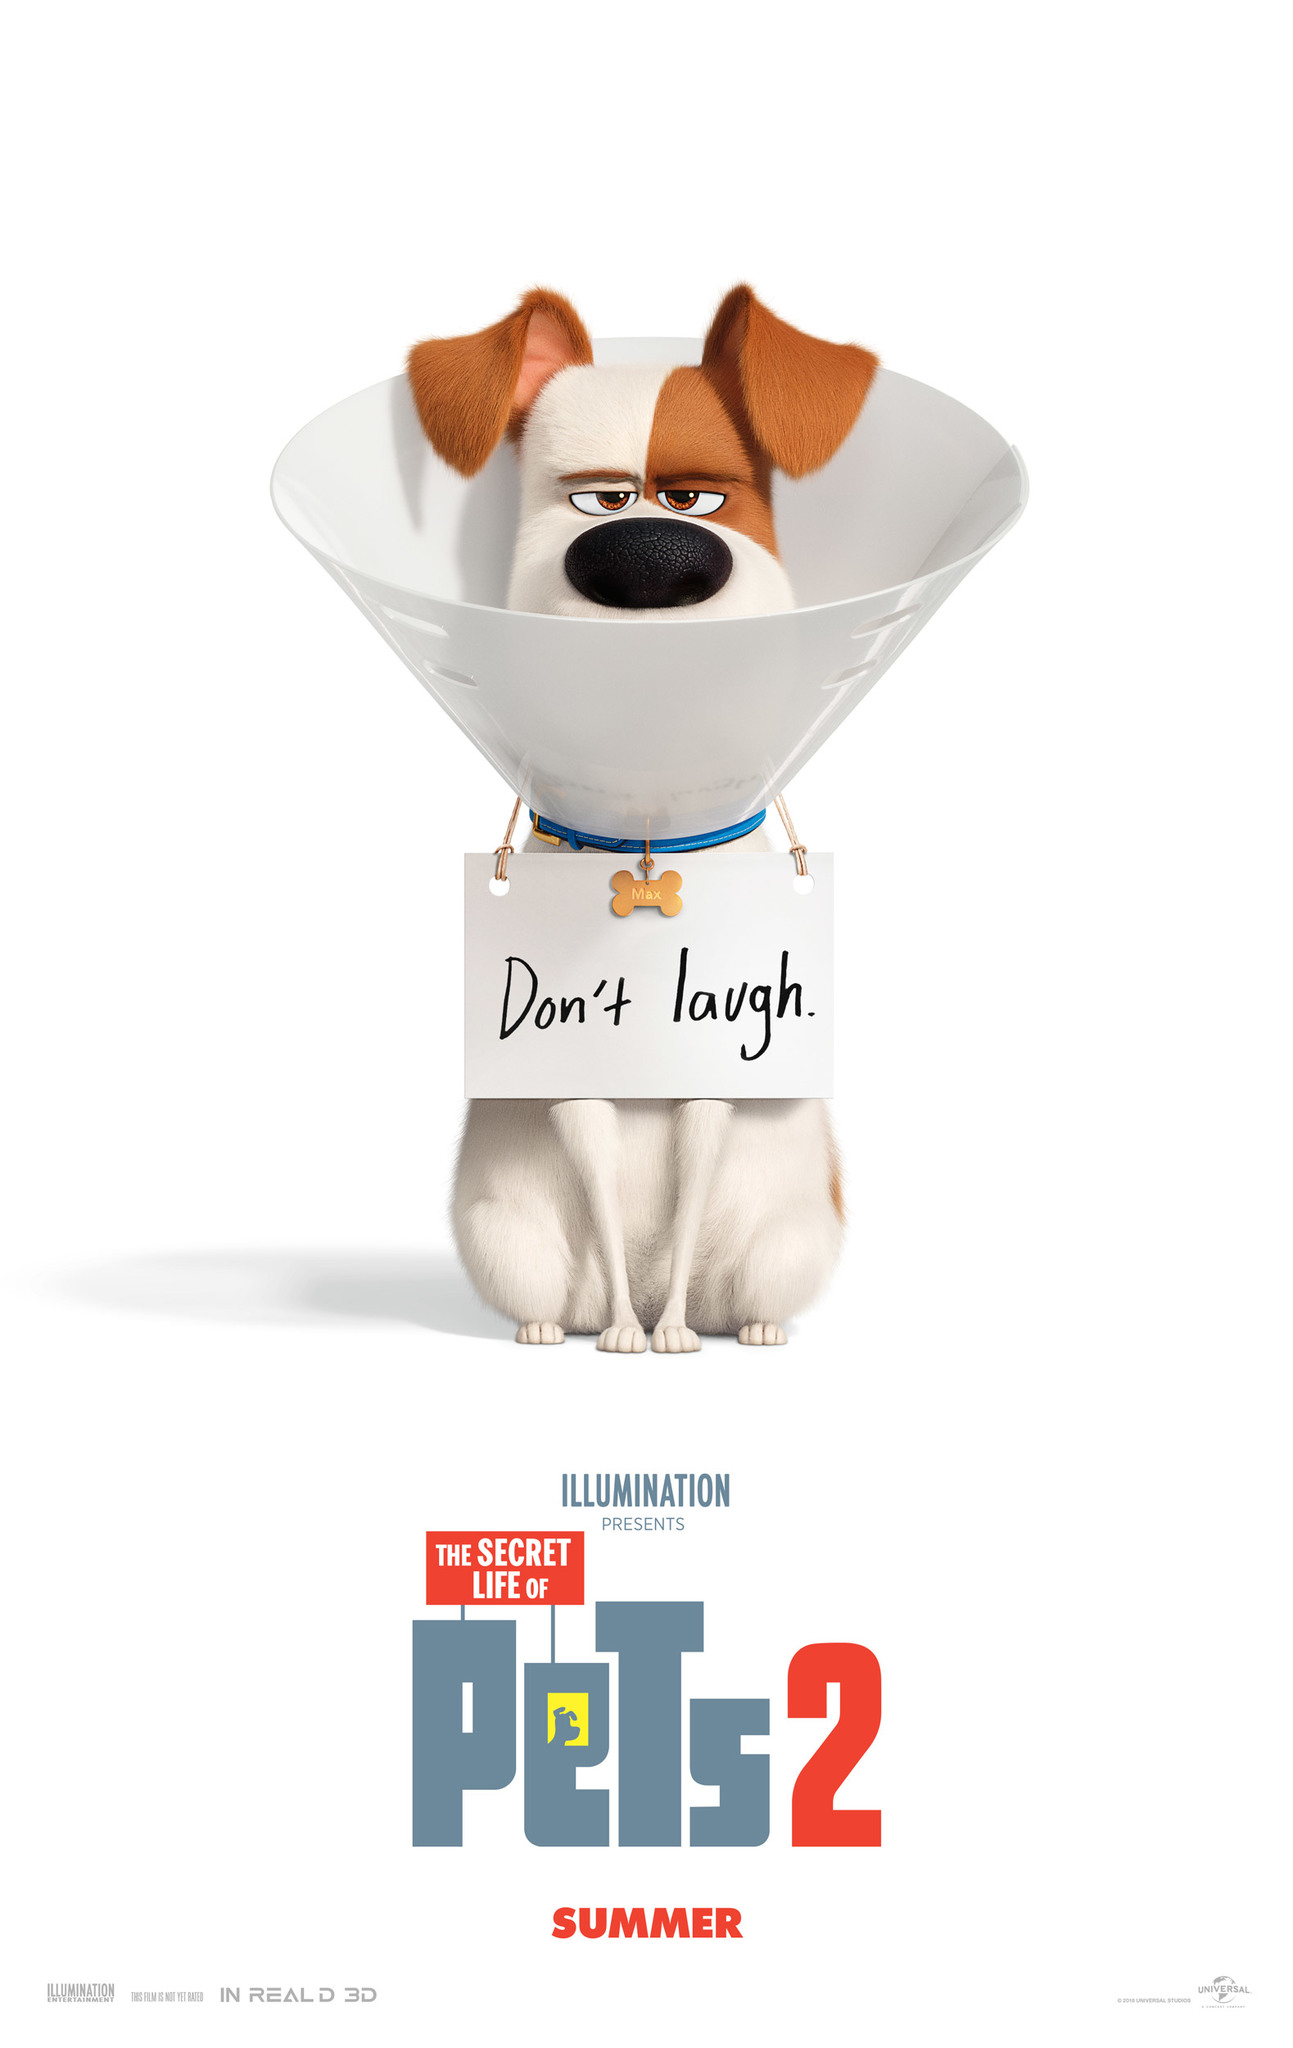 Max
Don't laugh.
ILLUMINATION
PRESENTS
THE SECRET
LIFE OF
PeTs 2
SUMMER
ILLUMINATION
ENTERTAINMENT
THIS FILM IS NOT YET RATED
IN REAL D 3D
© 2018 UNIVERSAL STUDIOS
UNIVERSAL
A COMCAST COMPANY